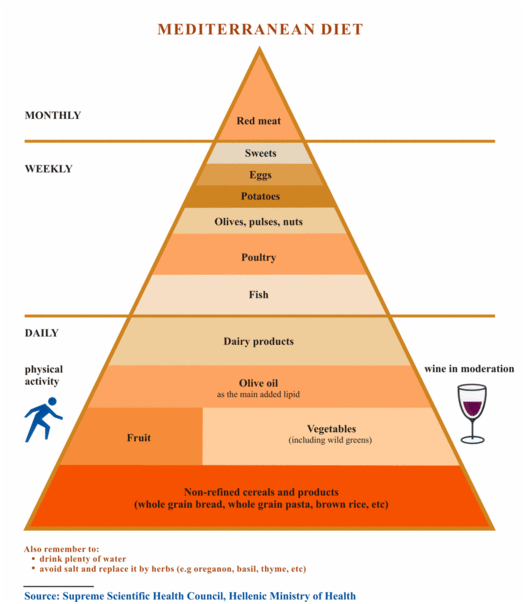 MEDITERRANEAN DIET
MONTHLY
Red meat
WEEKLY
Sweets
Eggs
Potatoes
Olives, pulses, nuts
Poultry
Fish
DAILY
Dairy products
physical
activity
wine in moderation
Olive oil
as the main added lipid
Fruit
Vegetables
(including wild greens)
Non-refined cereals and products
(whole grain bread, whole grain pasta, brown rice, etc)
Also remember to:
• drink plenty of water
• avoid salt and replace it by herbs (e.g oreganon, basil, thyme, etc)
Source: Supreme Scientific Health Council, Hellenic Ministry of Health